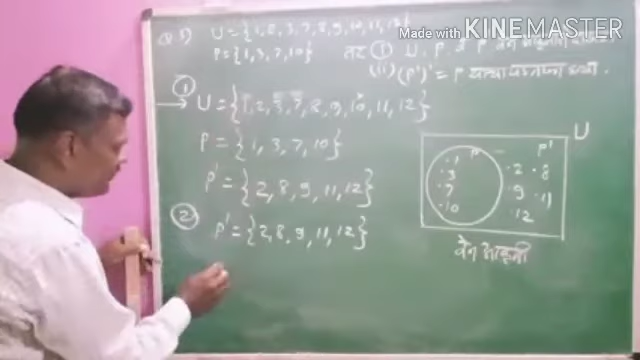 Made with KINEMASTER
U = {1, 2, 3, 7, 8, 9, 10, 11, 12}
P = {1, 3, 7, 10} तर ① U, P व P'
(ii) (P')' = P
①
→ U = {1, 2, 3, 7, 8, 9, 10, 11, 12}
P = {1, 3, 7, 10}
P' = {2, 8, 9, 11, 12}
②
P' = {2, 8, 9, 11, 12}
U
P P'
.1 .2 .8
.3
.7 .9 .11
.10 .12
वेन आकृती